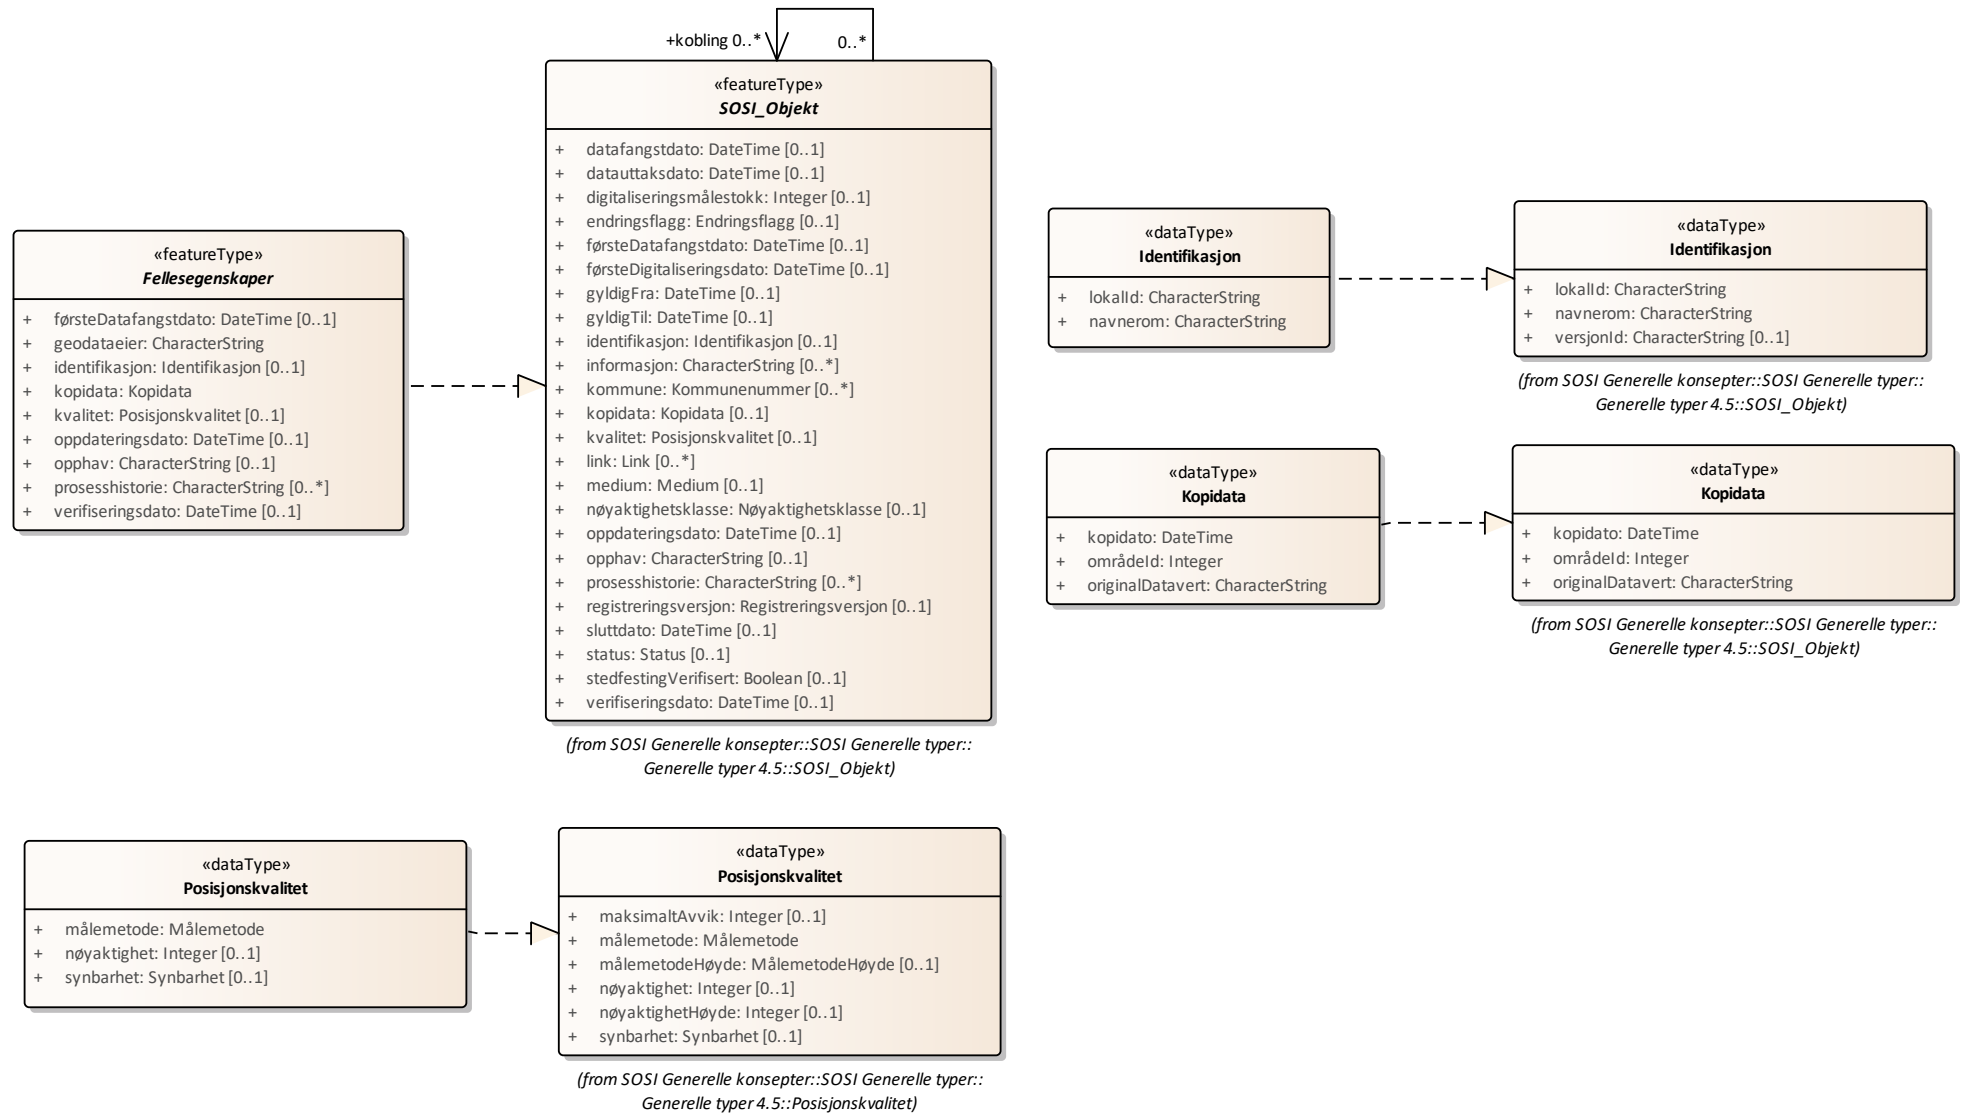 +kobling 0..*
0..*
«featureType»
SOSI_Objekt
+ datafangstdato: DateTime [0..1]
+ datauttaksdato: DateTime [0..1]
+ digitaliseringsmålestokk: Integer [0..1]
+ endringsflagg: Endringsflagg [0..1]
+ førsteDatafangstdato: DateTime [0..1]
+ førsteDigitaliseringsdato: DateTime [0..1]
+ gyldigFra: DateTime [0..1]
+ gyldigTil: DateTime [0..1]
+ identifikasjon: Identifikasjon [0..1]
+ informasjon: CharacterString [0..*]
+ kommune: Kommunenummer [0..*]
+ kopidata: Kopidata [0..1]
+ kvalitet: Posisjonskvalitet [0..1]
+ link: Link [0..*]
+ medium: Medium [0..1]
+ nøyaktighetsklasse: Nøyaktighetsklasse [0..1]
+ oppdateringsdato: DateTime [0..1]
+ opphav: CharacterString [0..1]
+ prosesshistorie: CharacterString [0..*]
+ registreringsversjon: Registreringsversjon [0..1]
+ sluttdato: DateTime [0..1]
+ status: Status [0..1]
+ stedfestingVerifisert: Boolean [0..1]
+ verifiseringsdato: DateTime [0..1]
(from SOSI Generelle konsepter::SOSI Generelle typer::
Generelle typer 4.5::SOSI_Objekt)
«featureType»
Fellesegenskaper
+ førsteDatafangstdato: DateTime [0..1]
+ geodataeier: CharacterString
+ identifikasjon: Identifikasjon [0..1]
+ kopidata: Kopidata
+ kvalitet: Posisjonskvalitet [0..1]
+ oppdateringsdato: DateTime [0..1]
+ opphav: CharacterString [0..1]
+ prosesshistorie: CharacterString [0..*]
+ verifiseringsdato: DateTime [0..1]
«dataType»
Identifikasjon
+ lokalId: CharacterString
+ navnerom: CharacterString
«dataType»
Identifikasjon
+ lokalId: CharacterString
+ navnerom: CharacterString
+ versjonId: CharacterString [0..1]
(from SOSI Generelle konsepter::SOSI Generelle typer::
Generelle typer 4.5::SOSI_Objekt)
«dataType»
Kopidata
+ kopidato: DateTime
+ områdeId: Integer
+ originalDatavert: CharacterString
«dataType»
Kopidata
+ kopidato: DateTime
+ områdeId: Integer
+ originalDatavert: CharacterString
(from SOSI Generelle konsepter::SOSI Generelle typer::
Generelle typer 4.5::SOSI_Objekt)
«dataType»
Posisjonskvalitet
+ målemetode: Målemetode
+ nøyaktighet: Integer [0..1]
+ synbarhet: Synbarhet [0..1]
«dataType»
Posisjonskvalitet
+ maksimaltAvvik: Integer [0..1]
+ målemetode: Målemetode
+ målemetodeHøyde: MålemetodeHøyde [0..1]
+ nøyaktighet: Integer [0..1]
+ nøyaktighetHøyde: Integer [0..1]
+ synbarhet: Synbarhet [0..1]
(from SOSI Generelle konsepter::SOSI Generelle typer::
Generelle typer 4.5::Posisjonskvalitet)